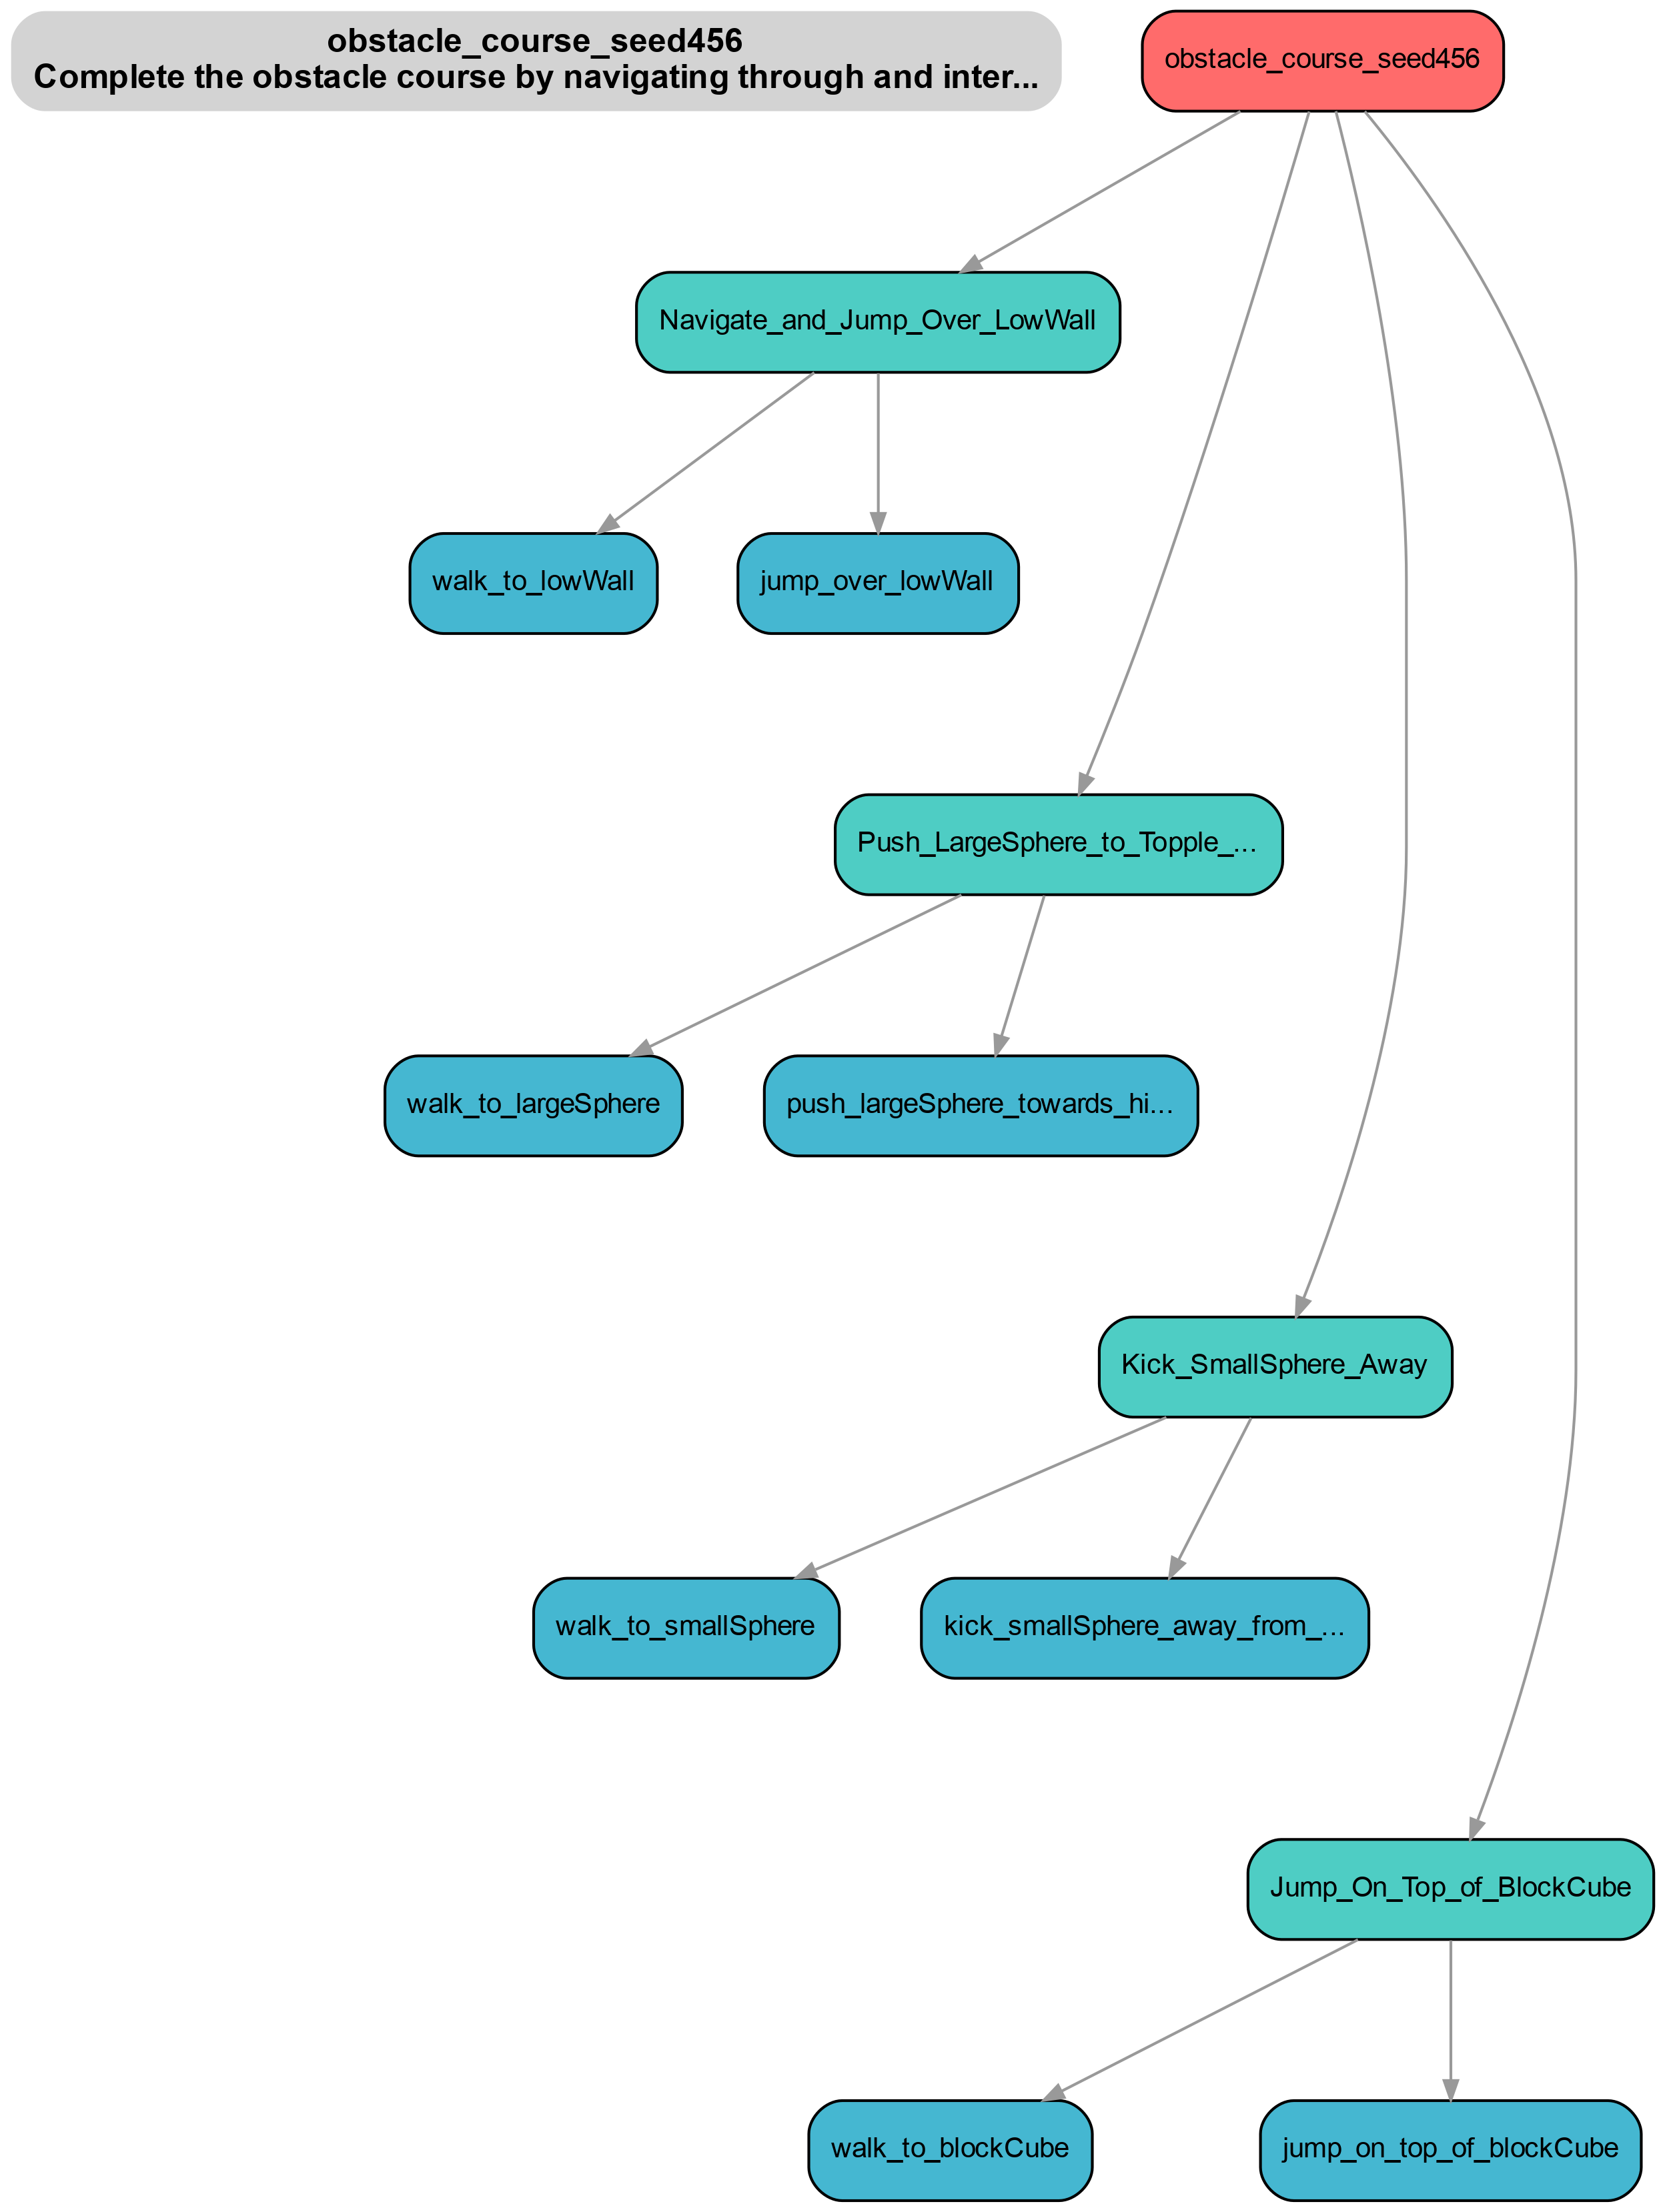 obstacle_course_seed456
Complete the obstacle course by navigating through and inter...
obstacle_course_seed456
Navigate_and_Jump_Over_LowWall
walk_to_lowWall
jump_over_lowWall
Push_LargeSphere_to_Topple_...
walk_to_largeSphere
push_largeSphere_towards_hi...
Kick_SmallSphere_Away
walk_to_smallSphere
kick_smallSphere_away_from_...
Jump_On_Top_of_BlockCube
walk_to_blockCube
jump_on_top_of_blockCube